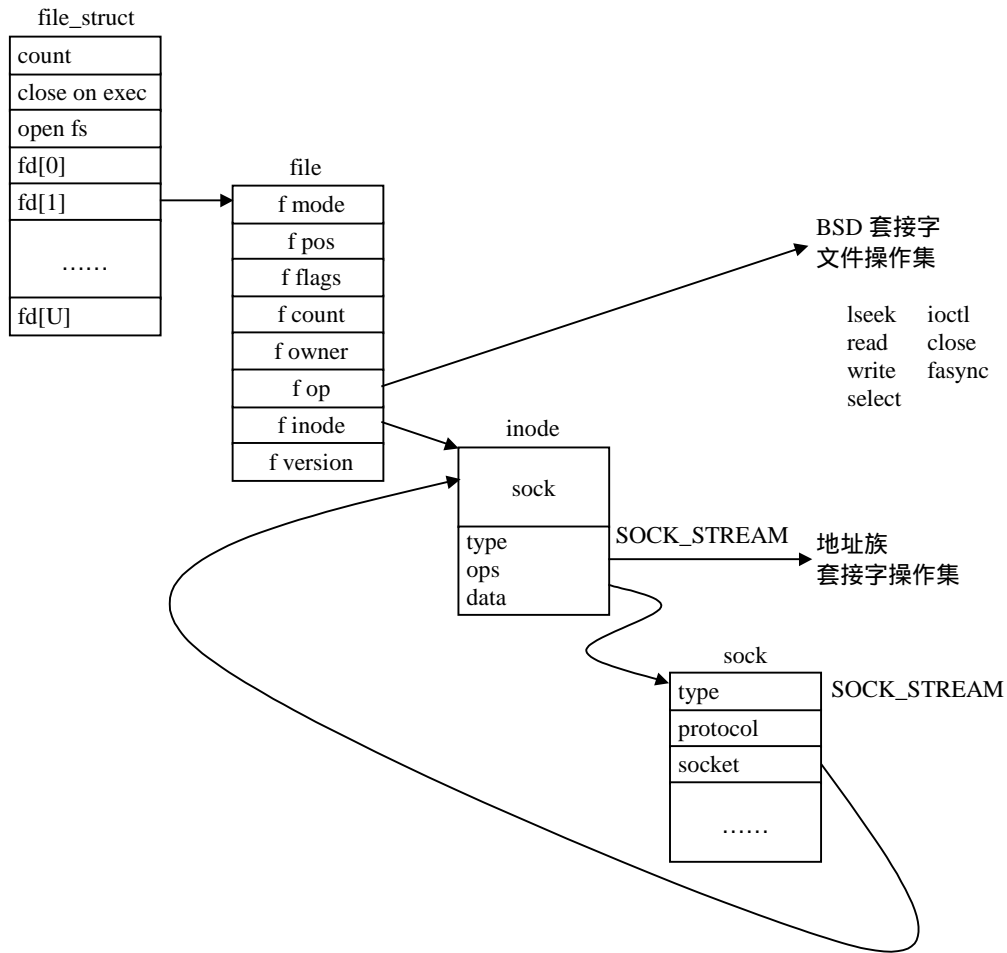 file_struct
count
close on exec
open fs
fd[0]
fd[1]
……
fd[U]
file
f mode
f pos
f flags
f count
f owner
f op
f inode
f version
BSD 套接字
文件操作集
lseek ioctl
read close
write fasync
select
inode
sock
type
ops
data
SOCK_STREAM
地址族
套接字操作集
sock
type
protocol
socket
……
SOCK_STREAM